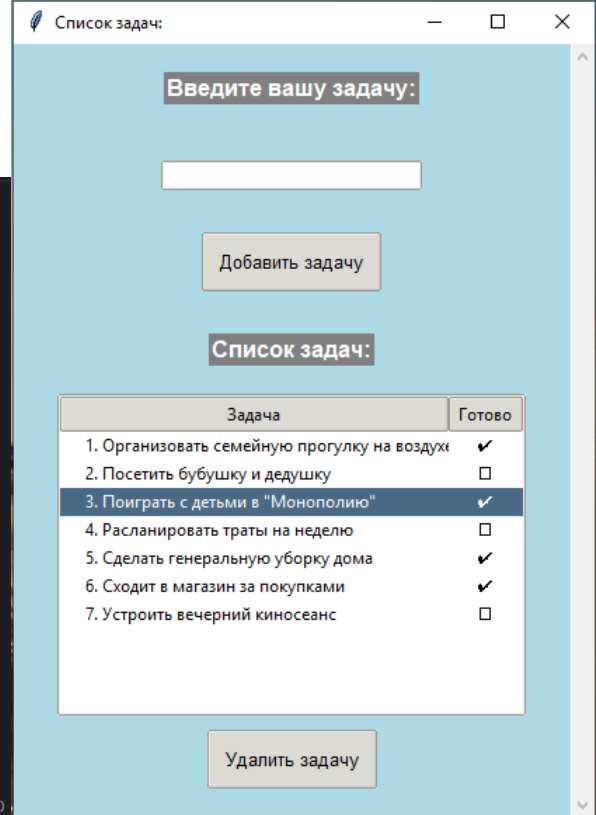 Список задач:
Введите вашу задачу:
Добавить задачу
Список задач:
Задача Готово
1. Организовать семейную прогулку на воздухе ✔
2. Посетить бубушку и дедушку ☐
3. Поиграть с детьми в "Монополию" ✔
4. Расланировать траты на неделю ☐
5. Сделать генеральную уборку дома ✔
6. Сходит в магазин за покупками ✔
7. Устроить вечерний киносеанс ☐
Удалить задачу